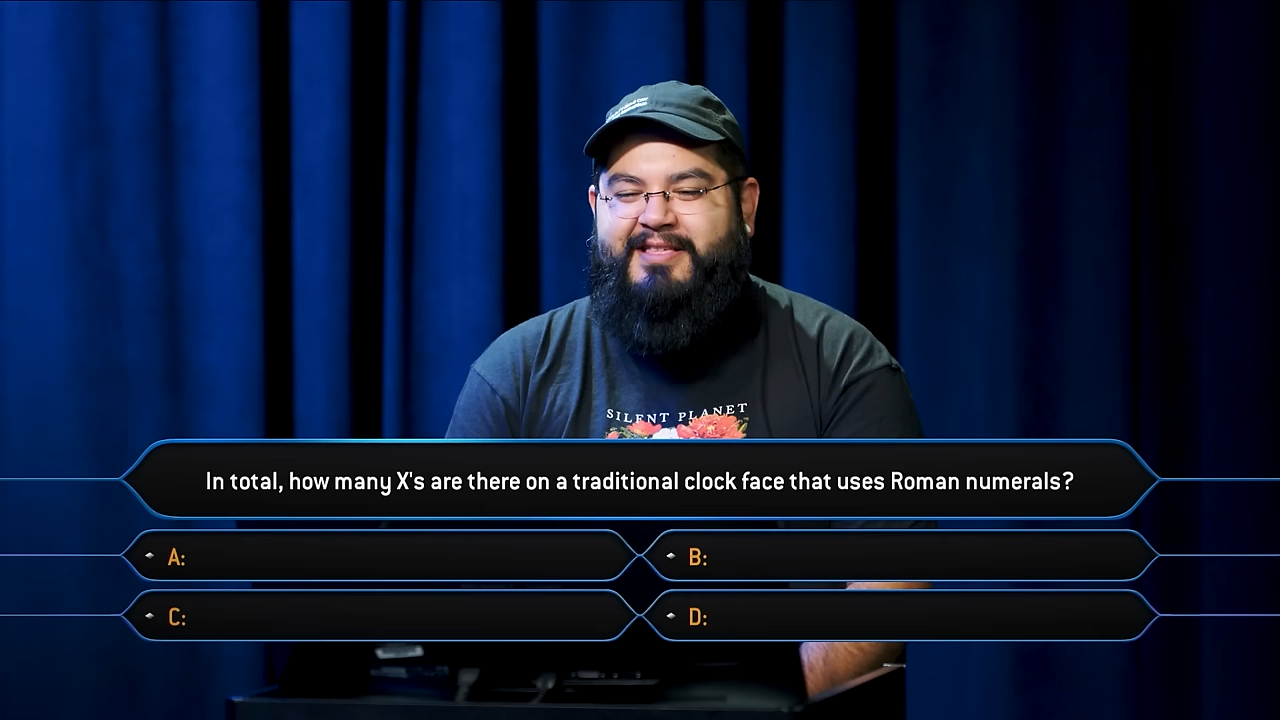 SILENT PLANET
In total, how many X's are there on a traditional clock face that uses Roman numerals?
A:
B:
C:
D: